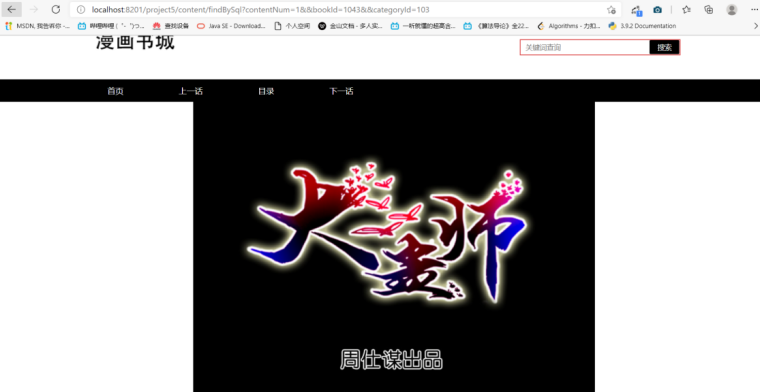 localhost:8201/project5/content/findBySql?contentNum=1&&bookId=1043&&categoryId=103
MSDN, 我告诉你 -... 哔哩哔哩 ( ゜- ゜)つ... 查找设备 Java SE - Download... 个人空间 金山文档 - 多人实... 一听就懂的超高合... 《算法导论》全22... Algorithms - 力扣... 3.9.2 Documentation
漫画书城
关键词查阅 搜索
首页 上一话 目录 下一话
大画师
周仕谋出品